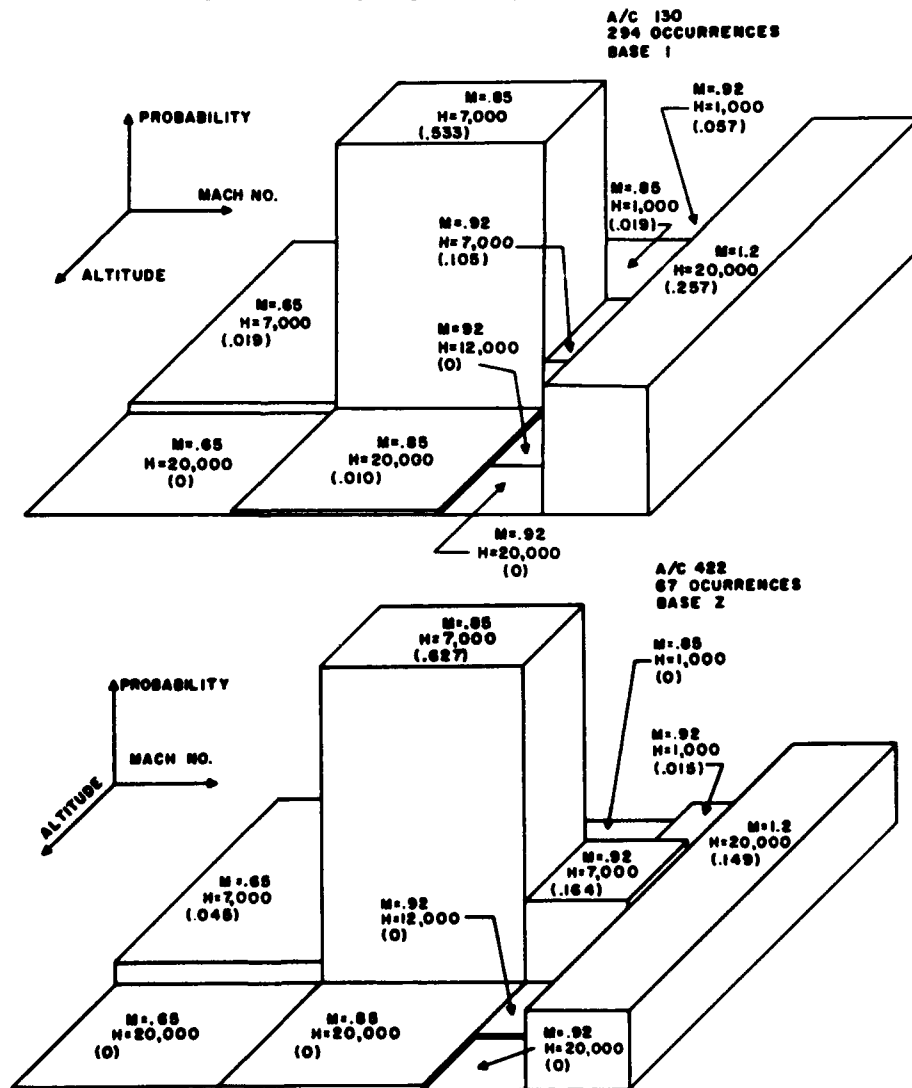 A/C 130
294 OCCURRENCES
BASE 1
PROBABILITY
MACH NO.
ALTITUDE
M=.85
H=7,000
(.533)
M=.92
H=1,000
(.057)
M=.85
H=1,000
(.019)
M=.92
H=7,000
(.105)
M=1.2
H=20,000
(.257)
M=.65
H=7,000
(.019)
M=.92
H=12,000
(0)
M=.65
H=20,000
(0)
M=.85
H=20,000
(.010)
M=.92
H=20,000
(0)
A/C 422
67 OCURRENCES
BASE 2
PROBABILITY
MACH NO.
ALTITUDE
M=.85
H=7,000
(.627)
M=.85
H=1,000
(0)
M=.92
H=1,000
(.015)
M=1.2
H=20,000
(.149)
M=.92
H=7,000
(.164)
M=.65
H=7,000
(.045)
M=.92
H=12,000
(0)
M=.65
H=20,000
(0)
M=.85
H=20,000
(0)
M=.92
H=20,000
(0)